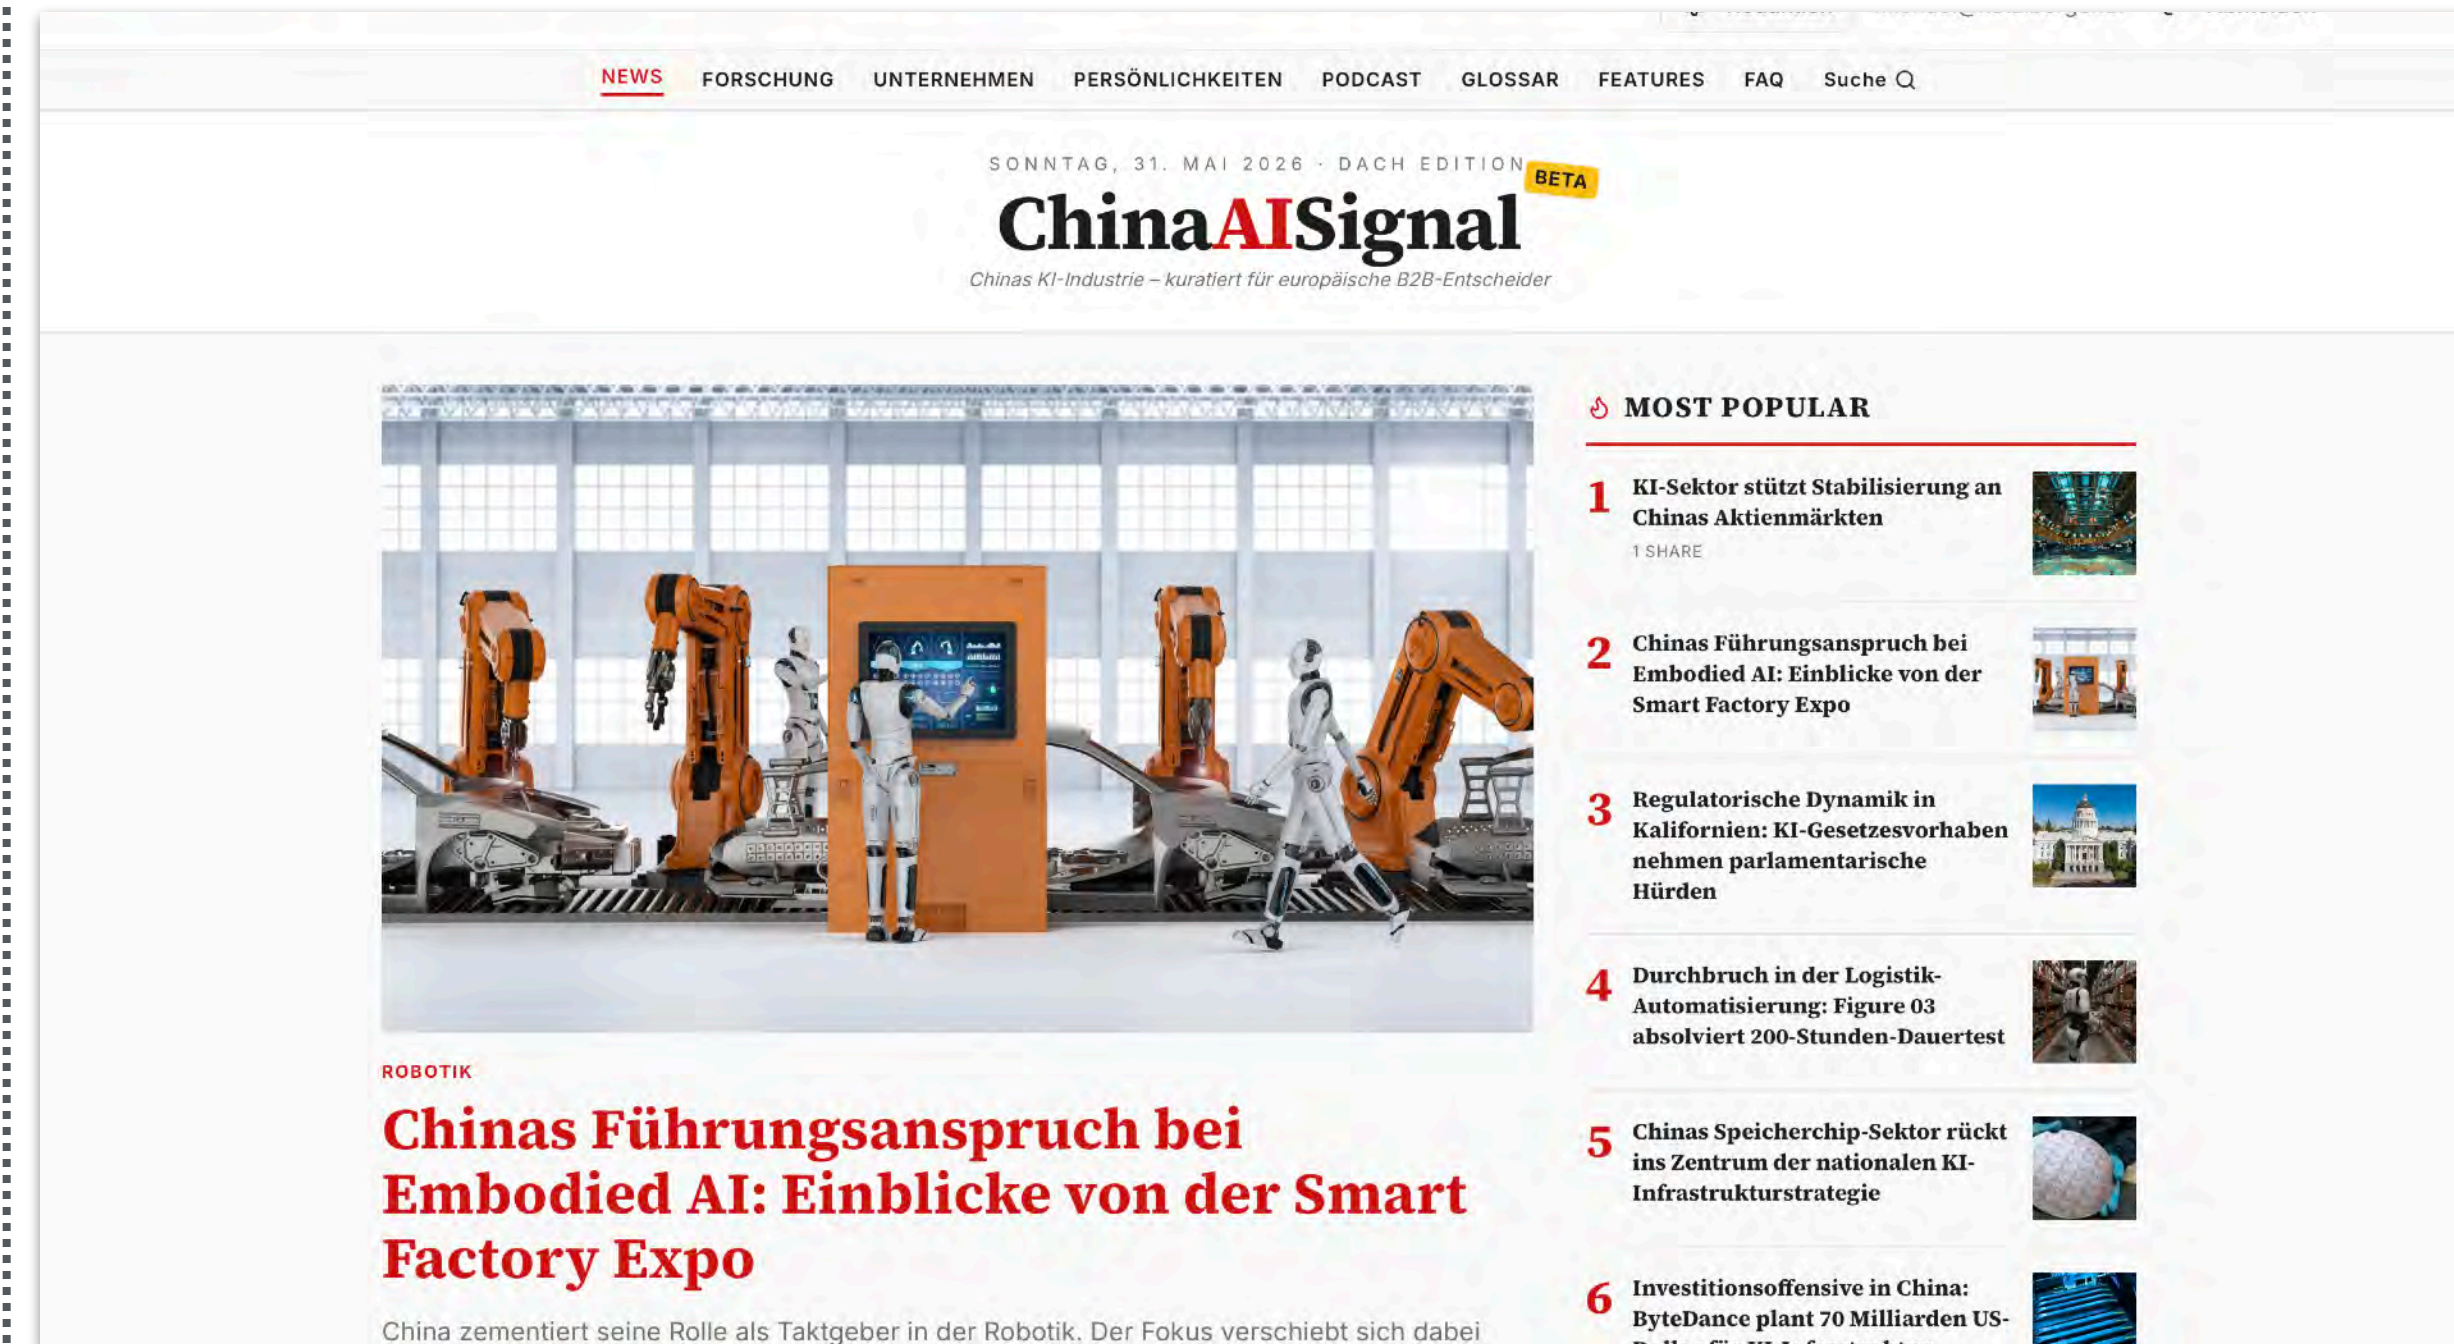 NEWS FORSCHUNG UNTERNEHMEN PERSÖNLICHKEITEN PODCAST GLOSSAR FEATURES FAQ Suche
SONNTAG, 31. MAI 2026 · DACH EDITION
BETA
ChinaAISignal
Chinas KI-Industrie – kuratiert für europäische B2B-Entscheider
ROBOTIK
Chinas Führungsanspruch bei
Embodied AI: Einblicke von der Smart
Factory Expo
China zementiert seine Rolle als Taktgeber in der Robotik. Der Fokus verschiebt sich dabei
MOST POPULAR
1
KI-Sektor stützt Stabilisierung an
Chinas Aktienmärkten
1 SHARE
2
Chinas Führungsanspruch bei
Embodied AI: Einblicke von der
Smart Factory Expo
3
Regulatorische Dynamik in
Kalifornien: KI-Gesetzesvorhaben
nehmen parlamentarische
Hürden
4
Durchbruch in der Logistik-
Automatisierung: Figure 03
absolviert 200-Stunden-Dauertest
5
Chinas Speicherchip-Sektor rückt
ins Zentrum der nationalen KI-
Infrastrukturstrategie
6
Investitionsoffensive in China:
ByteDance plant 70 Milliarden US-